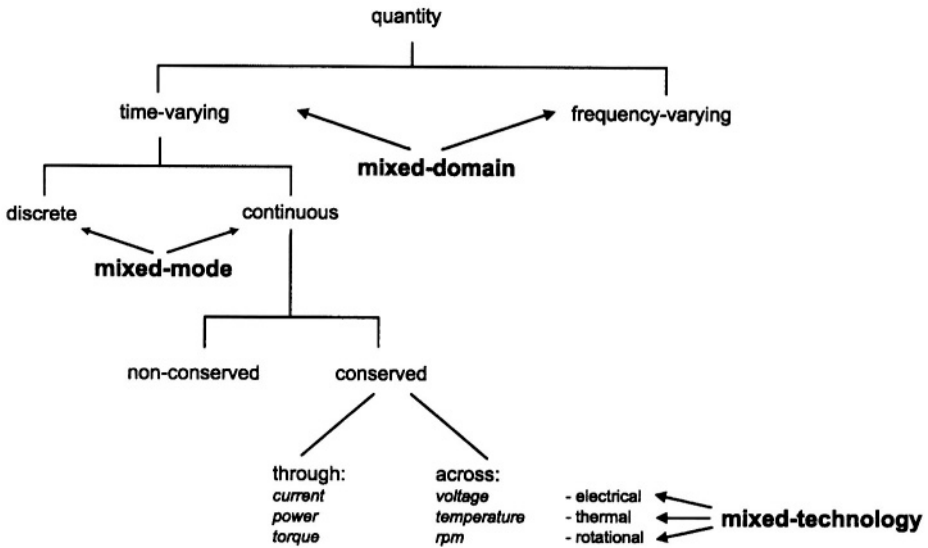 quantity
time-varying
frequency-varying
mixed-domain
discrete
continuous
mixed-mode
non-conserved
conserved
through: across:
current voltage - electrical
power temperature - thermal mixed-technology
torque rpm - rotational